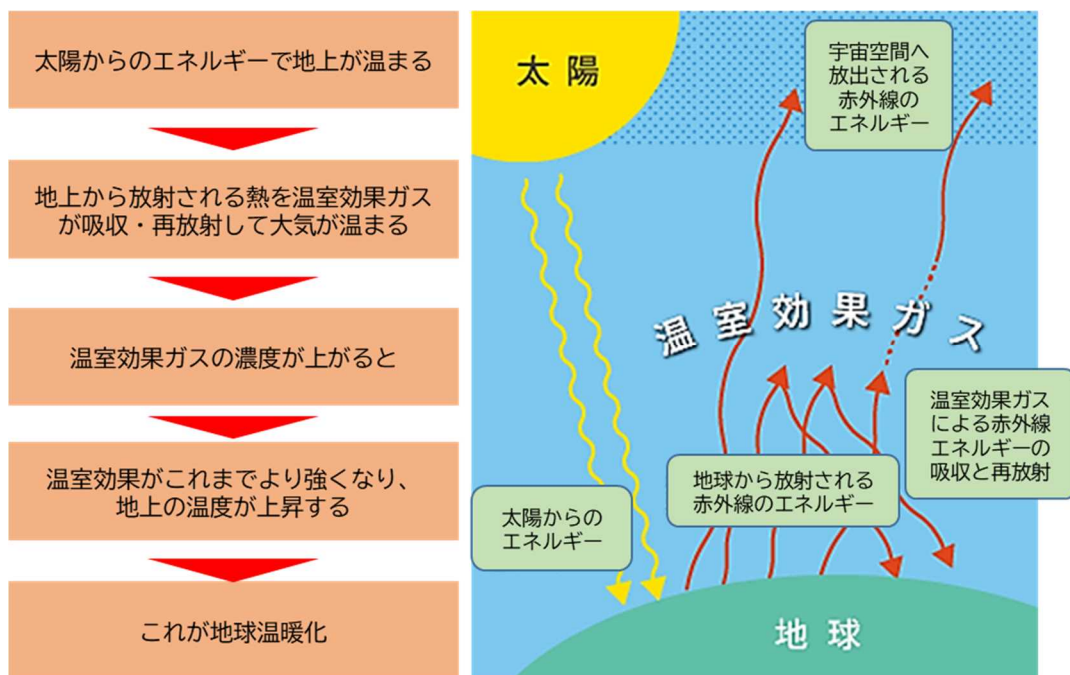 太陽からのエネルギーで地上が温まる
地上から放射される熱を温室効果ガス
が吸収・再放射して大気が温まる
温室効果ガスの濃度が上がると
温室効果がこれまでより強くなり、
地上の温度が上昇する
これが地球温暖化
太陽
宇宙空間へ
放出される
赤外線の
エネルギー
温室効果ガス
温室効果ガス
による赤外線
エネルギーの
吸収と再放射
地球から放射される
赤外線のエネルギー
太陽からの
エネルギー
地球